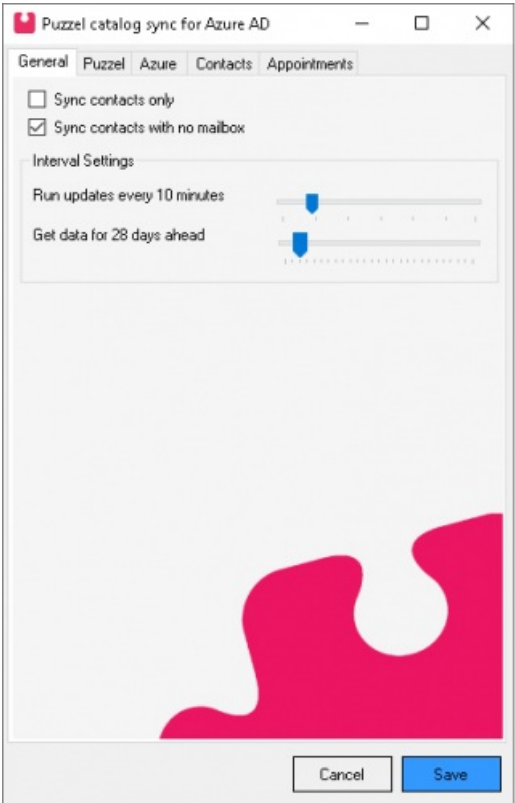 Puzzel catalog sync for Azure AD
General Puzzel Azure Contacts Appointments
Sync contacts only
Sync contacts with no mailbox
Interval Settings
Run updates every 10 minutes
Get data for 28 days ahead
Cancel Save